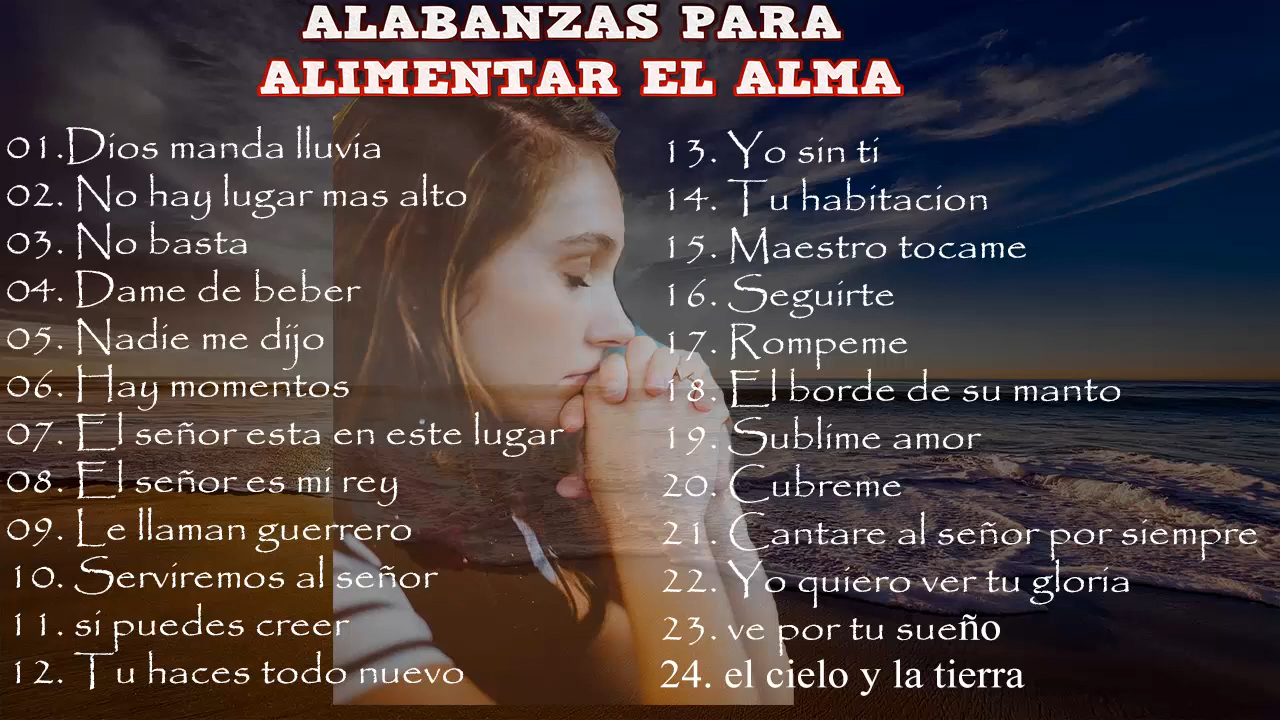 ALABANZAS PARA
ALIMENTAR EL ALMA
01.Dios manda lluvia
02. No hay lugar mas alto
03. No basta
04. Dame de beber
05. Nadie me dijo
06. Hay momentos
07. El señor esta en este lugar
08. El señor es mi rey
09. Le llaman guerrero
10. Serviremos al señor
11. si puedes creer
12. Tu haces todo nuevo
13. Yo sin ti
14. Tu habitacion
15. Maestro tocame
16. Seguirte
17. Rompeme
18. El borde de su manto
19. Sublime amor
20. Cubreme
21. Cantare al señor por siempre
22. Yo quiero ver tu gloria
23. ve por tu sueño
24. el cielo y la tierra